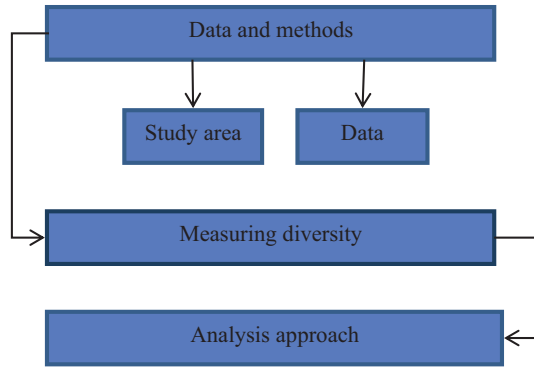 Data and methods
Study area
Data
Measuring diversity
Analysis approach